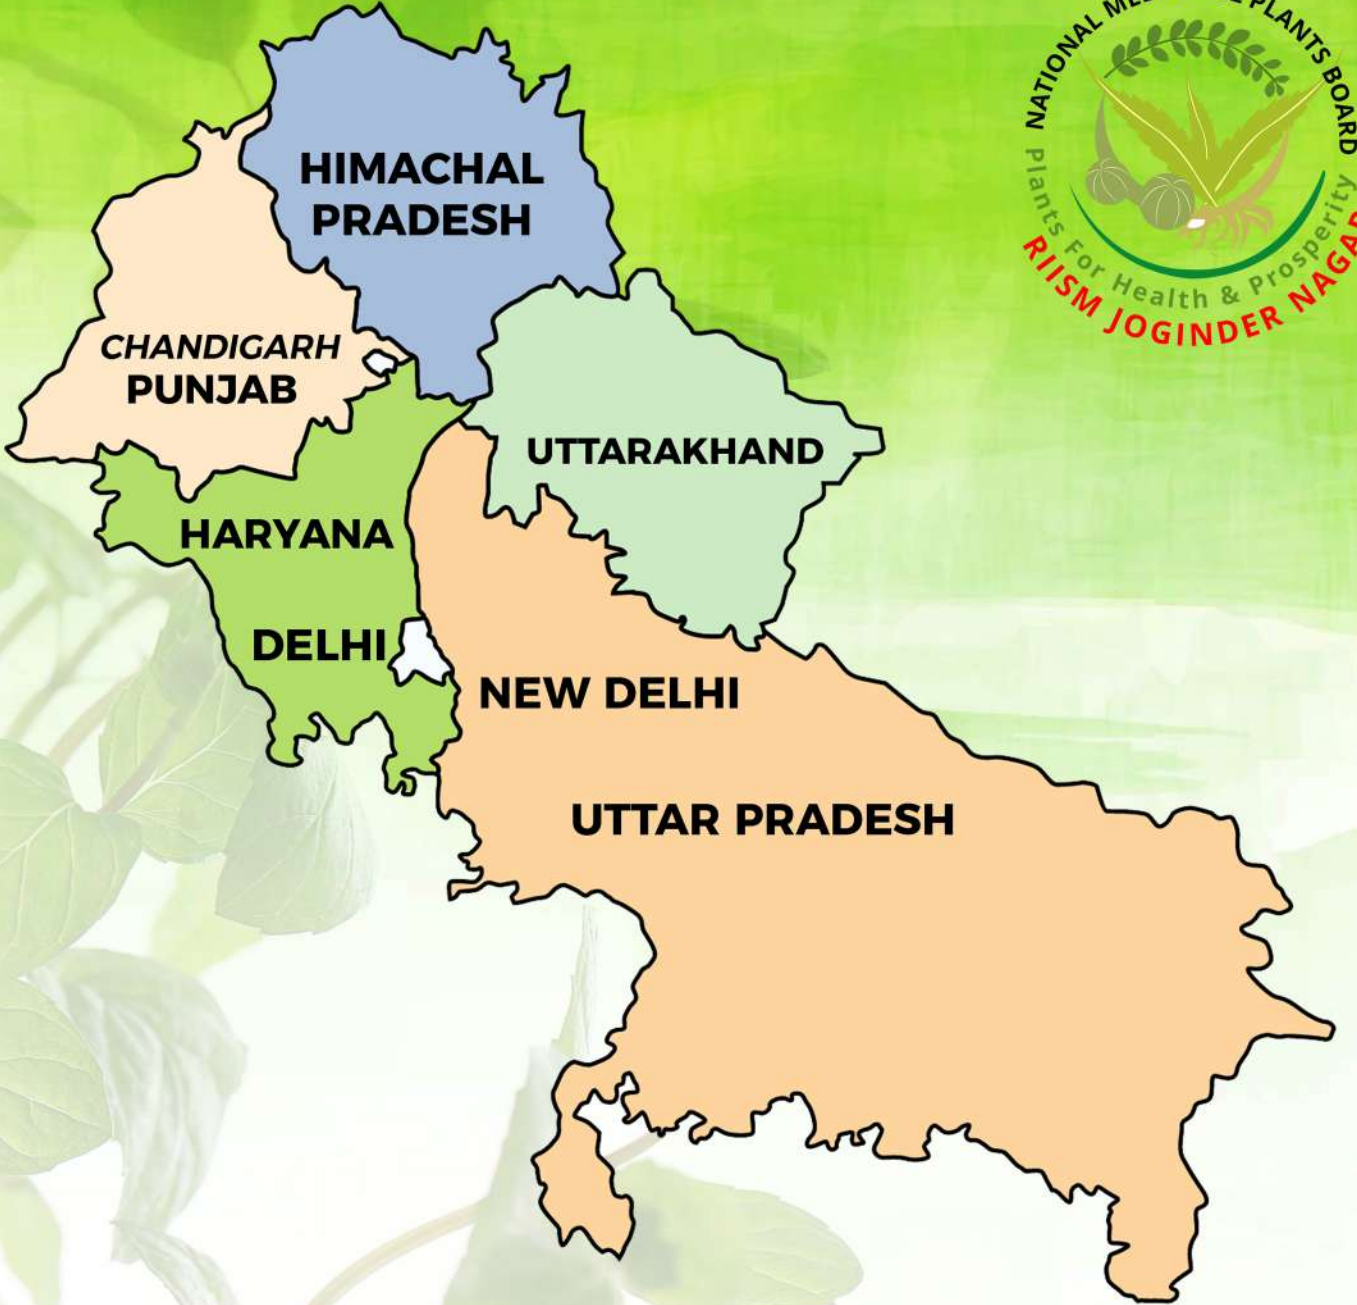 NATIONAL PLANTS BOARD
Plants For Health & Prosperity
RIISM JOGINDER NAGAR
HIMACHAL
PRADESH
CHANDIGARH
PUNJAB
UTTARAKHAND
HARYANA
DELHI
NEW DELHI
UTTAR PRADESH